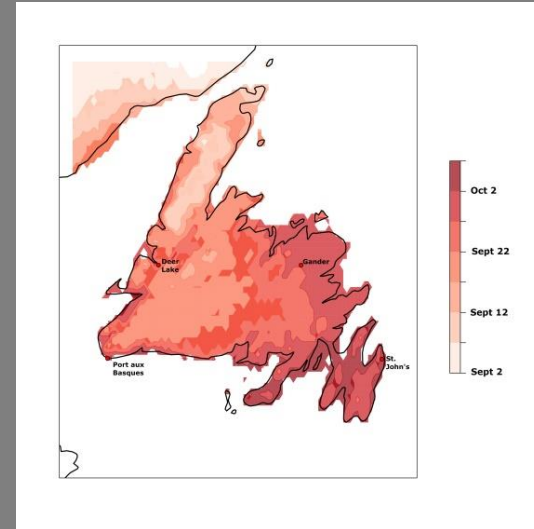 Oct 2
Sept 22
Deer
Lake
Gander
Sept 12
St.
John's
Port aux
Basques
Sept 2